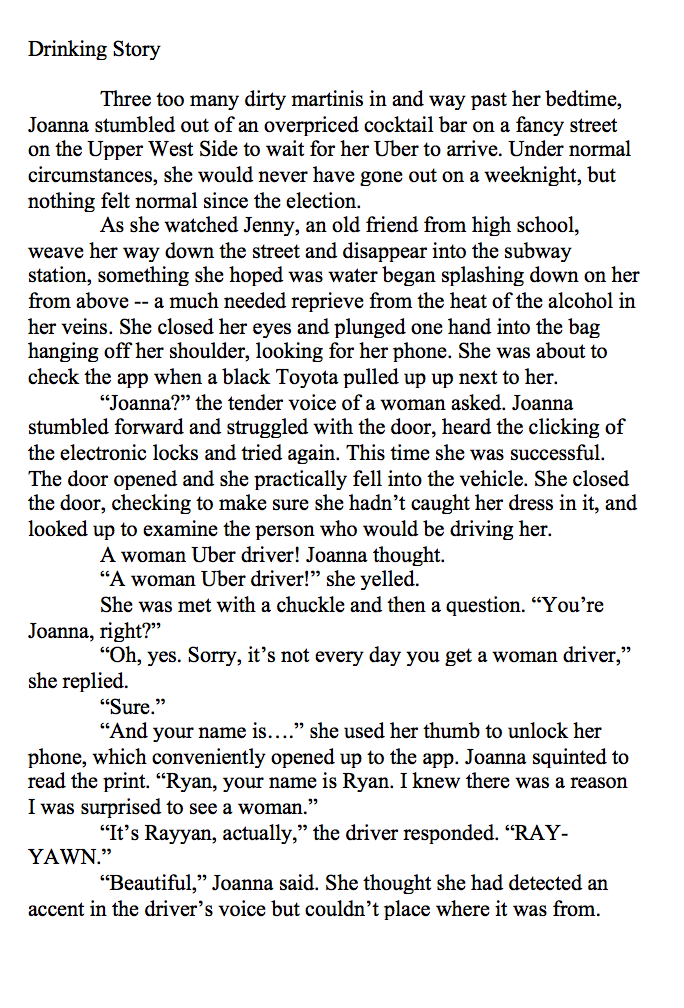 Drinking Story
Three too many dirty martinis in and way past her bedtime,
Joanna stumbled out of an overpriced cocktail bar on a fancy street
on the Upper West Side to wait for her Uber to arrive. Under normal
circumstances, she would never have gone out on a weeknight, but
nothing felt normal since the election.
As she watched Jenny, an old friend from high school,
weave her way down the street and disappear into the subway
station, something she hoped was water began splashing down on her
from above -- a much needed reprieve from the heat of the alcohol in
her veins. She closed her eyes and plunged one hand into the bag
hanging off her shoulder, looking for her phone. She was about to
check the app when a black Toyota pulled up up next to her.
“Joanna?” the tender voice of a woman asked. Joanna
stumbled forward and struggled with the door, heard the clicking of
the electronic locks and tried again. This time she was successful.
The door opened and she practically fell into the vehicle. She closed
the door, checking to make sure she hadn’t caught her dress in it, and
looked up to examine the person who would be driving her.
A woman Uber driver! Joanna thought.
“A woman Uber driver!” she yelled.
She was met with a chuckle and then a question. “You’re
Joanna, right?”
“Oh, yes. Sorry, it’s not every day you get a woman driver,”
she replied.
“Sure.”
“And your name is….” she used her thumb to unlock her
phone, which conveniently opened up to the app. Joanna squinted to
read the print. “Ryan, your name is Ryan. I knew there was a reason
I was surprised to see a woman.”
“It’s Rayyan, actually,” the driver responded. “RAY-
YAWN.”
“Beautiful,” Joanna said. She thought she had detected an
accent in the driver’s voice but couldn’t place where it was from.